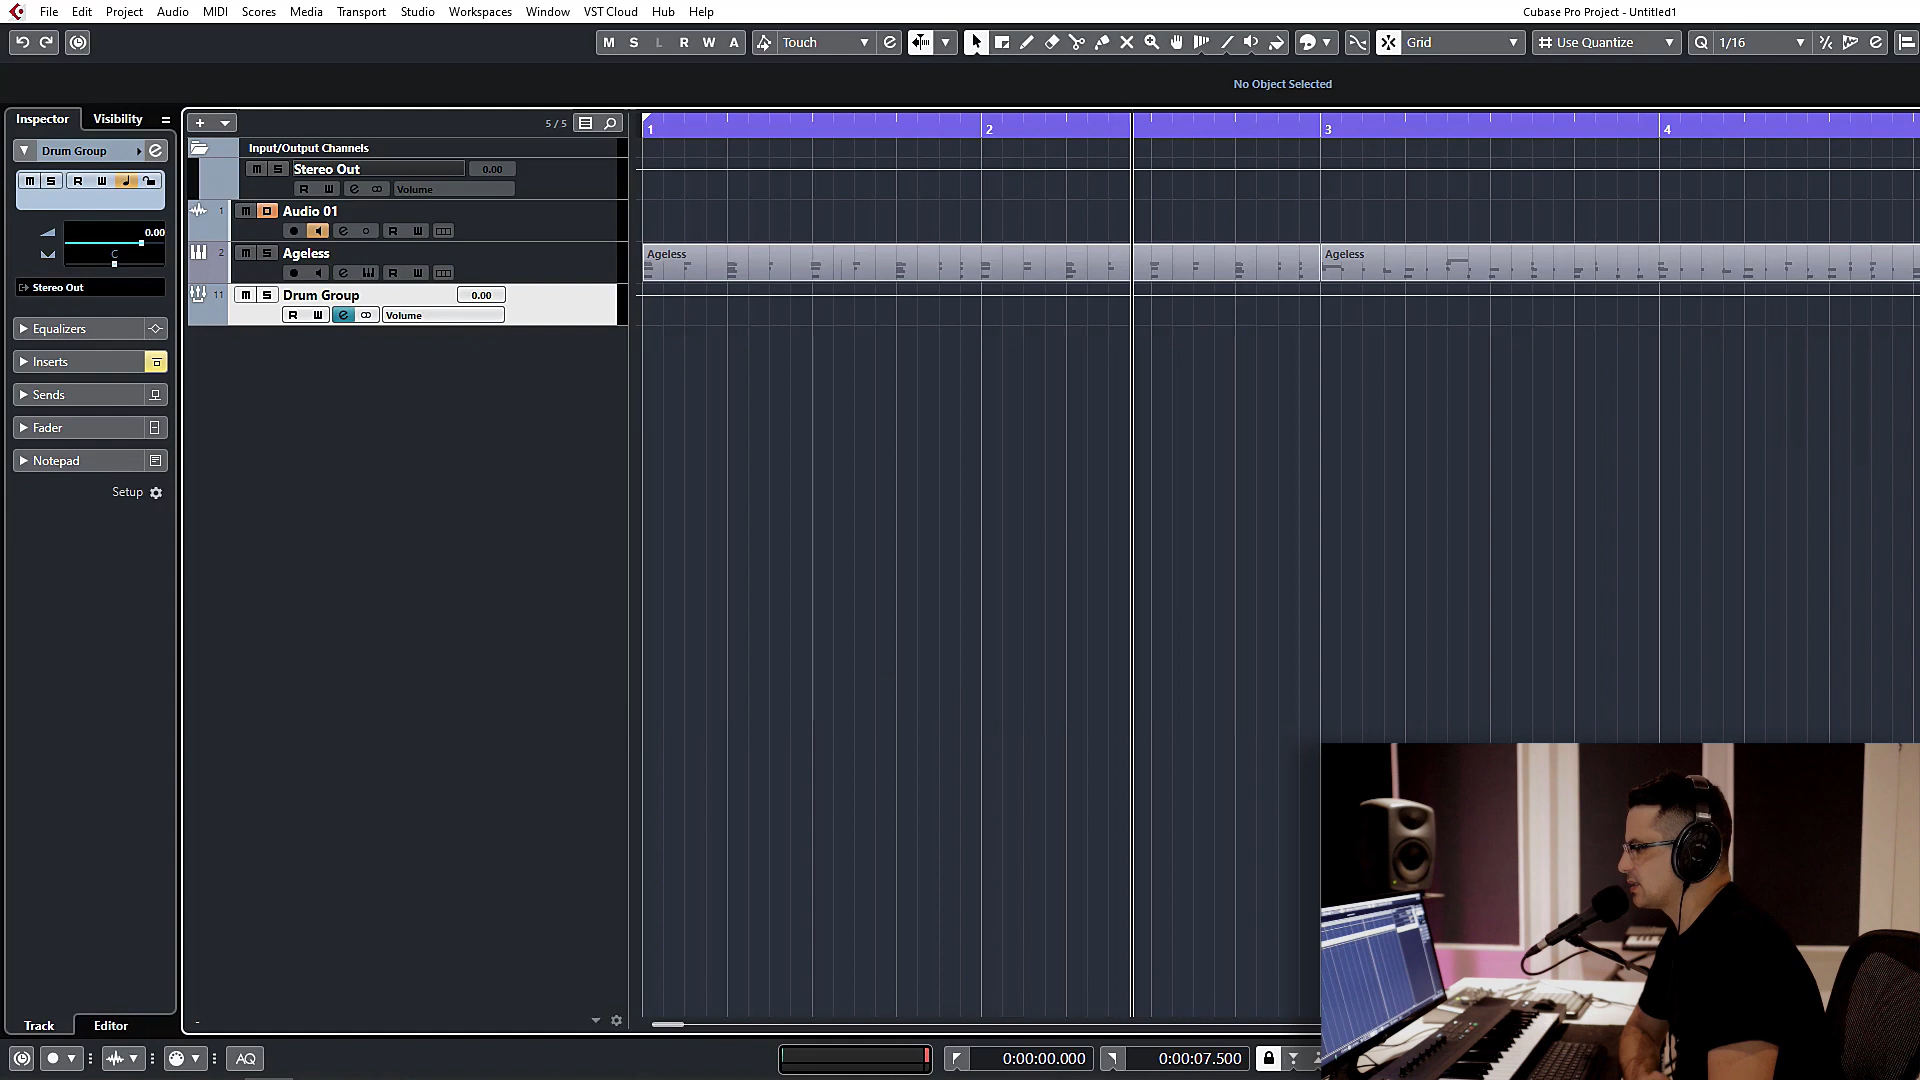 File Edit Project Audio MIDI Scores Media Transport Studio Workspaces Window VST Cloud Hub Help
Cubase Pro Project - Untitled1
M S L R W A Touch Grid Use Quantize Q 1/16
No Object Selected
Inspector Visibility
5 / 5
1 2 3 4
Drum Group
Input/Output Channels
m S Stereo Out 0.00
m S R W
R W e Volume
1 m Audio 01
e R W
0.00
C
2 m S Ageless
e R W
Ageless
Ageless
Stereo Out
11 m S Drum Group 0.00
R W e Volume
Equalizers
Inserts
Sends
Fader
Notepad
Setup
Track Editor
-
AQ
0:00:00.000
0:00:07.500